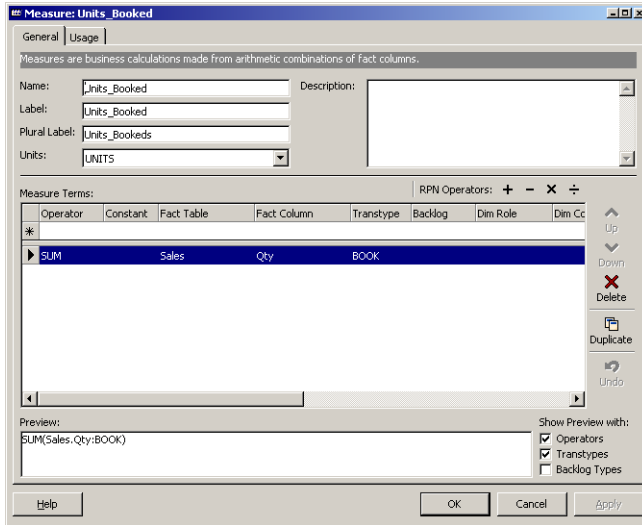 Measure: Units_Booked
General Usage
Measures are business calculations made from arithmetic combinations of fact columns.
Name: Units_Booked Description:
Label: Units_Booked
Plural Label: Units_Bookeds
Units: UNITS
Measure Terms: RPN Operators: + − × ÷
Operator Constant Fact Table Fact Column Transtype Backlog Dim Role Dim Cc
SUM Sales Qty BOOK
Up
Down
Delete
Duplicate
Undo
Preview: Show Preview with:
SUM(Sales.Qty:BOOK) Operators
Transtypes
Backlog Types
Help OK Cancel Apply